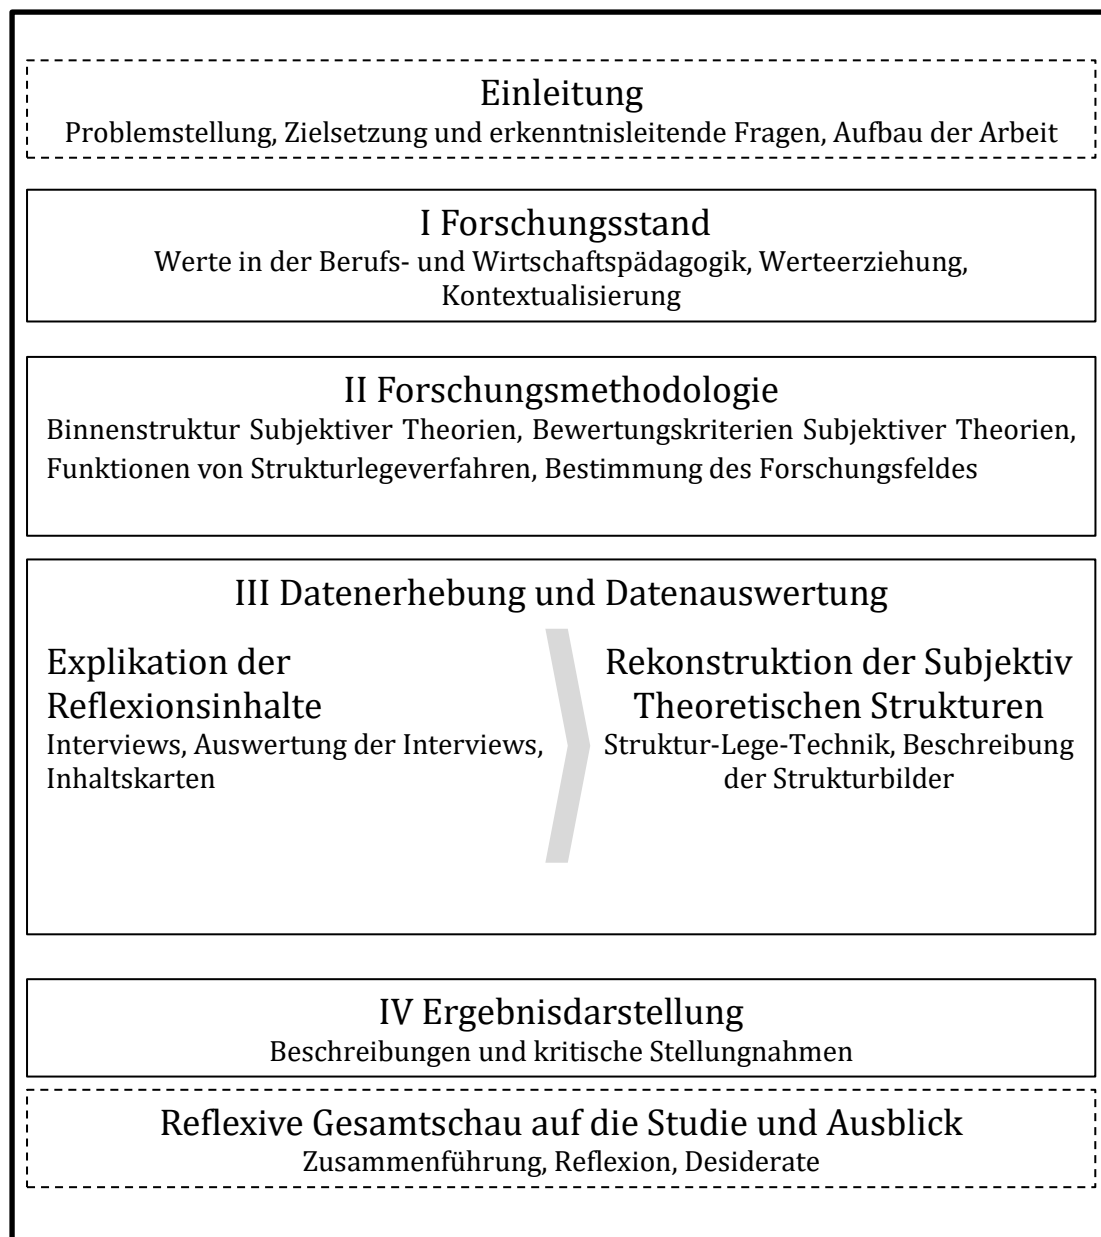 Einleitung
Problemstellung, Zielsetzung und erkenntnisleitende Fragen, Aufbau der Arbeit
I Forschungsstand
Werte in der Berufs- und Wirtschaftspädagogik, Werteerziehung,
Kontextualisierung
II Forschungsmethodologie
Binnenstruktur Subjektiver Theorien, Bewertungskriterien Subjektiver Theorien,
Funktionen von Strukturlegeverfahren, Bestimmung des Forschungsfeldes
III Datenerhebung und Datenauswertung
Explikation der
Reflexionsinhalte
Interviews, Auswertung der Interviews,
Inhaltskarten
Rekonstruktion der Subjektiv
Theoretischen Strukturen
Struktur-Lege-Technik, Beschreibung
der Strukturbilder
IV Ergebnisdarstellung
Beschreibungen und kritische Stellungnahmen
Reflexive Gesamtschau auf die Studie und Ausblick
Zusammenführung, Reflexion, Desiderate